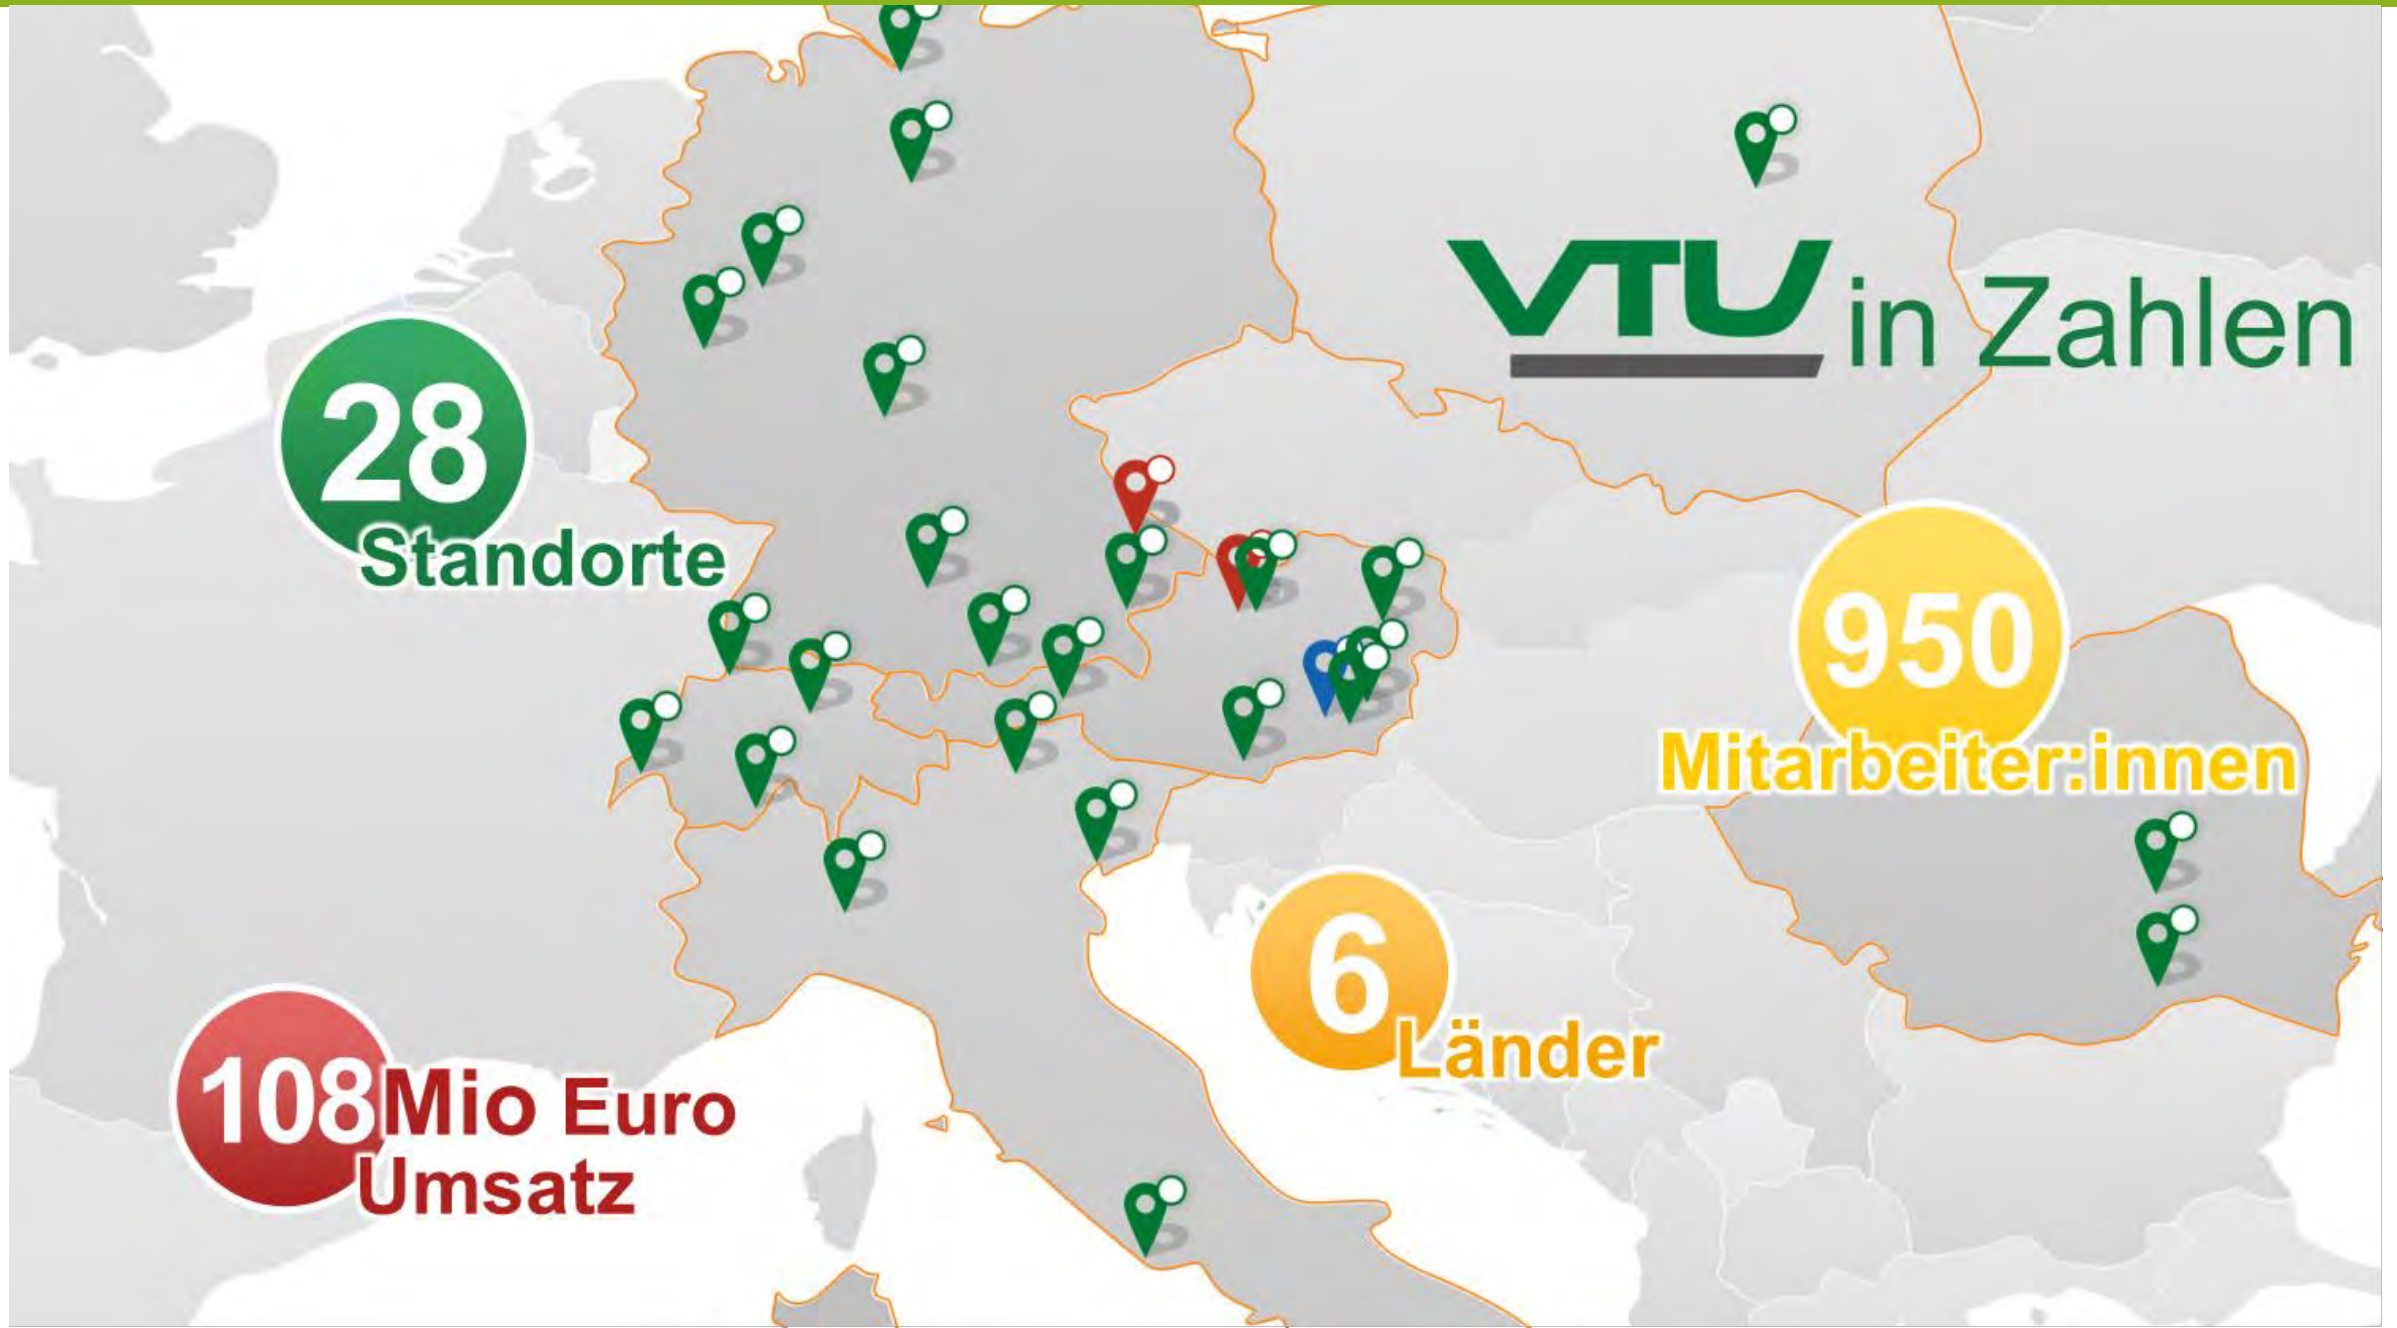 VTU in Zahlen
28
Standorte
950
Mitarbeiter:innen
6
Länder
108 Mio Euro
Umsatz